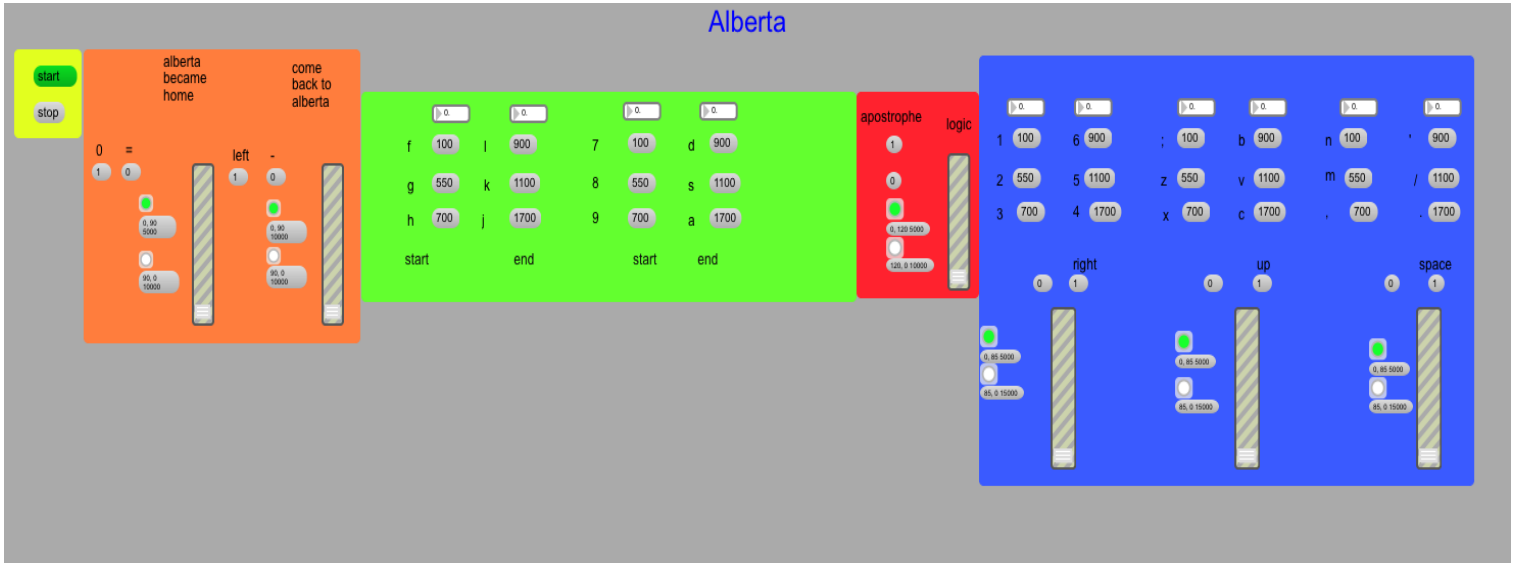 Alberta
start
stop
alberta
became
home
come
back to
alberta
0 =
1 0
0, 90
5000
90, 0
10000
left -
1 0
0, 90
10000
90, 0
10000
0. 0. 0. 0.
f 100 l 900 7 100 d 900
g 550 k 1100 8 550 s 1100
h 700 j 1700 9 700 a 1700
start end start end
apostrophe
logic
1
0
0, 120 5000
120, 0 10000
0. 0. 0. 0. 0. 0.
1 100 6 900 ; 100 b 900 n 100 ' 900
2 550 5 1100 z 550 v 1100 m 550 / 1100
3 700 4 1700 x 700 c 1700 , 700 . 1700
right up space
0 1 0 1 0 1
0, 85 5000
85, 0 15000
0, 85 5000
85, 0 15000
0, 85 5000
85, 0 15000